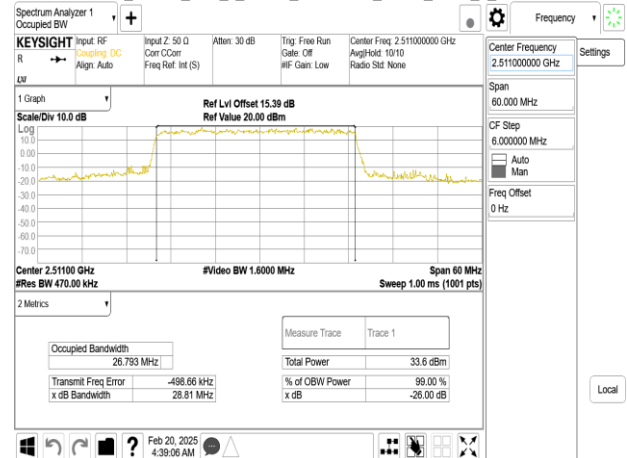 Spectrum Analyzer 1
Occupied BW
Frequency
KEYSIGHT
R
LXI
Input: RF
Coupling: DC
Align: Auto
Input Z: 50 Ω
Corr CCorr
Freq Ref: Int (S)
Atten: 30 dB
Trig: Free Run
Gate: Off
#IF Gain: Low
Center Freq: 2.511000000 GHz
Avg|Hold: 10/10
Radio Std: None
Center Frequency
2.511000000 GHz
Settings
Span
60.000 MHz
CF Step
6.000000 MHz
Auto
Man
Freq Offset
0 Hz
Local
1 Graph
Scale/Div 10.0 dB
Ref Lvl Offset 15.39 dB
Ref Value 20.00 dBm
Log
10.0
0.00
-10.0
-20.0
-30.0
-40.0
-50.0
-60.0
-70.0
Center 2.51100 GHz
#Video BW 1.6000 MHz
Span 60 MHz
#Res BW 470.00 kHz
Sweep 1.00 ms (1001 pts)
2 Metrics
Measure Trace
Trace 1
Occupied Bandwidth
26.793 MHz
Total Power
33.6 dBm
Transmit Freq Error
-498.66 kHz
% of OBW Power
99.00 %
x dB Bandwidth
28.81 MHz
x dB
-26.00 dB
Feb 20, 2025
4:39:06 AM